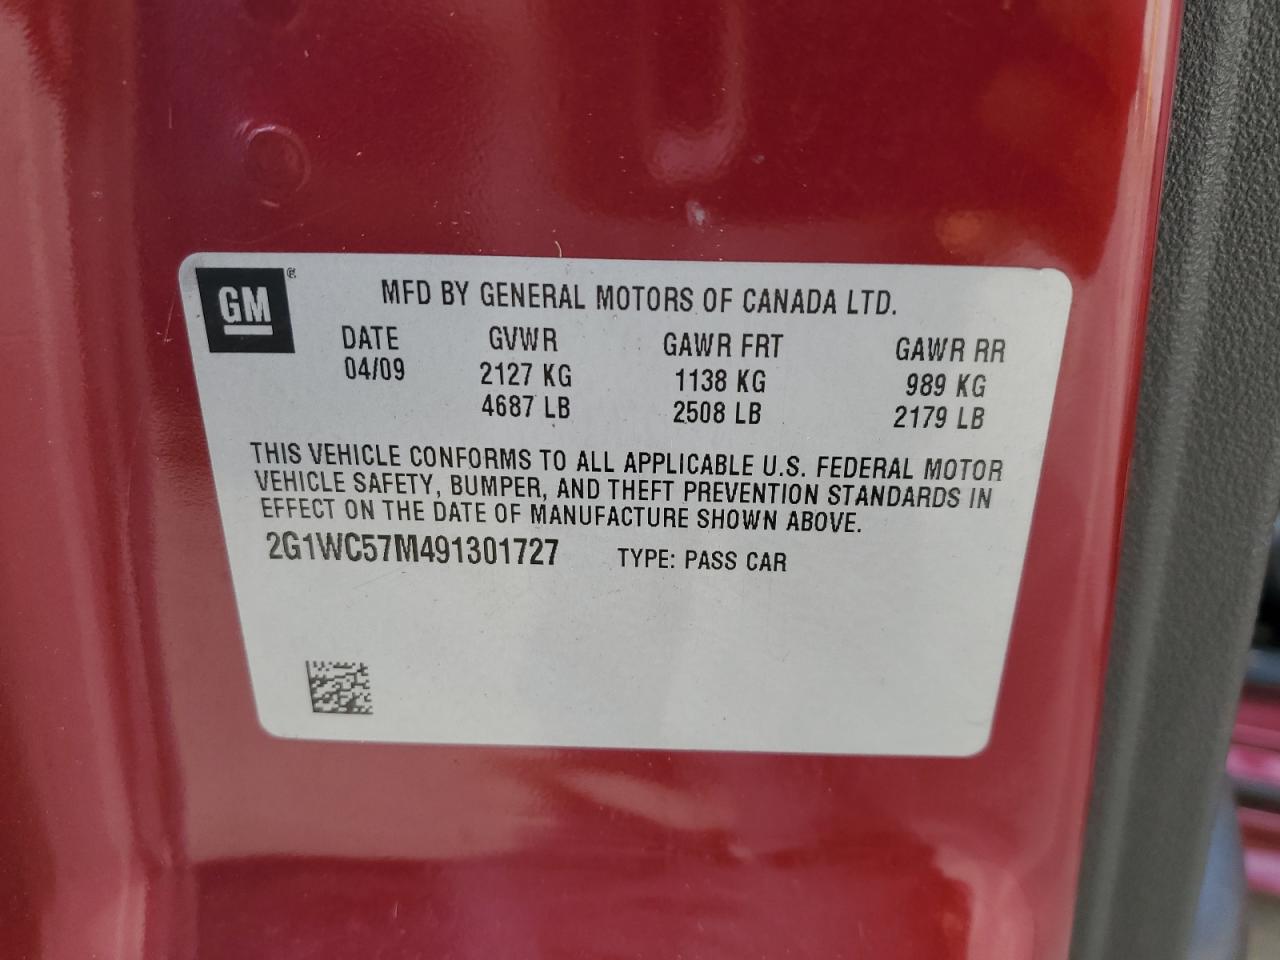 GM®
MFD BY GENERAL MOTORS OF CANADA LTD.
DATE GVWR GAWR FRT GAWR RR
04/09 2127 KG 1138 KG 989 KG
4687 LB 2508 LB 2179 LB
THIS VEHICLE CONFORMS TO ALL APPLICABLE U.S. FEDERAL MOTOR
VEHICLE SAFETY, BUMPER, AND THEFT PREVENTION STANDARDS IN
EFFECT ON THE DATE OF MANUFACTURE SHOWN ABOVE.
2G1WC57M491301727 TYPE: PASS CAR